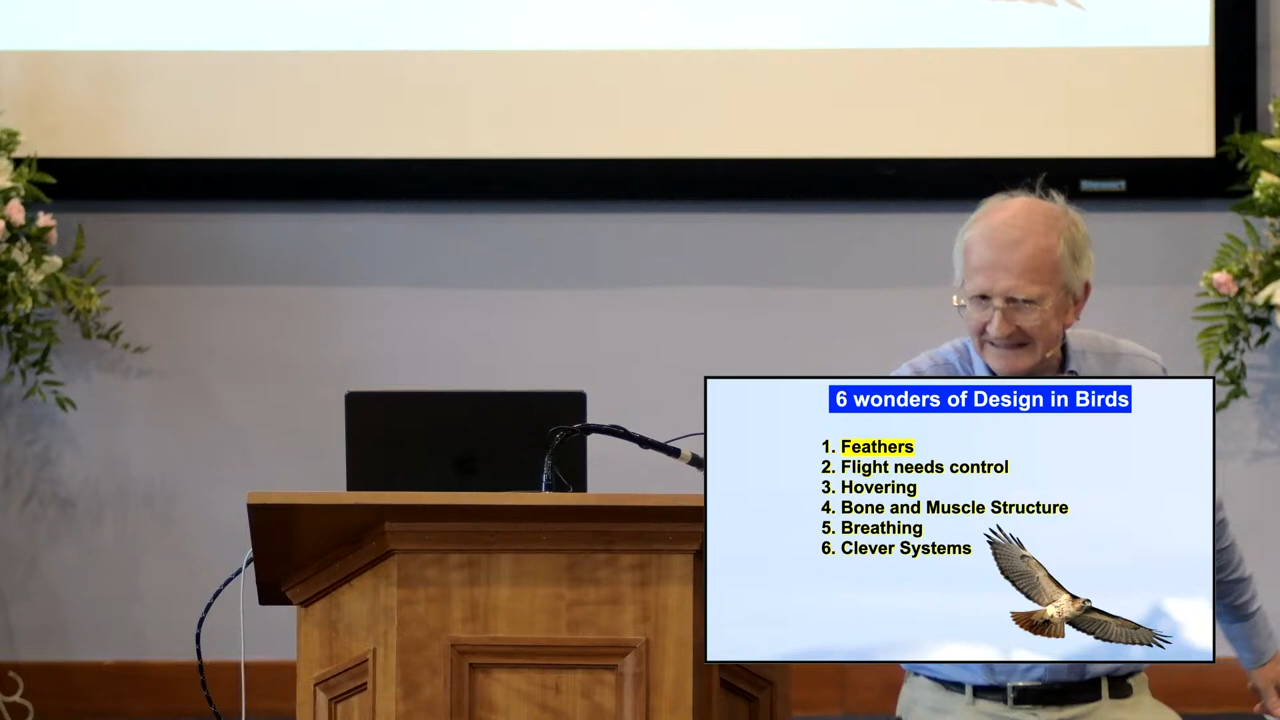 Stewart
6 wonders of Design in Birds
1. Feathers
2. Flight needs control
3. Hovering
4. Bone and Muscle Structure
5. Breathing
6. Clever Systems